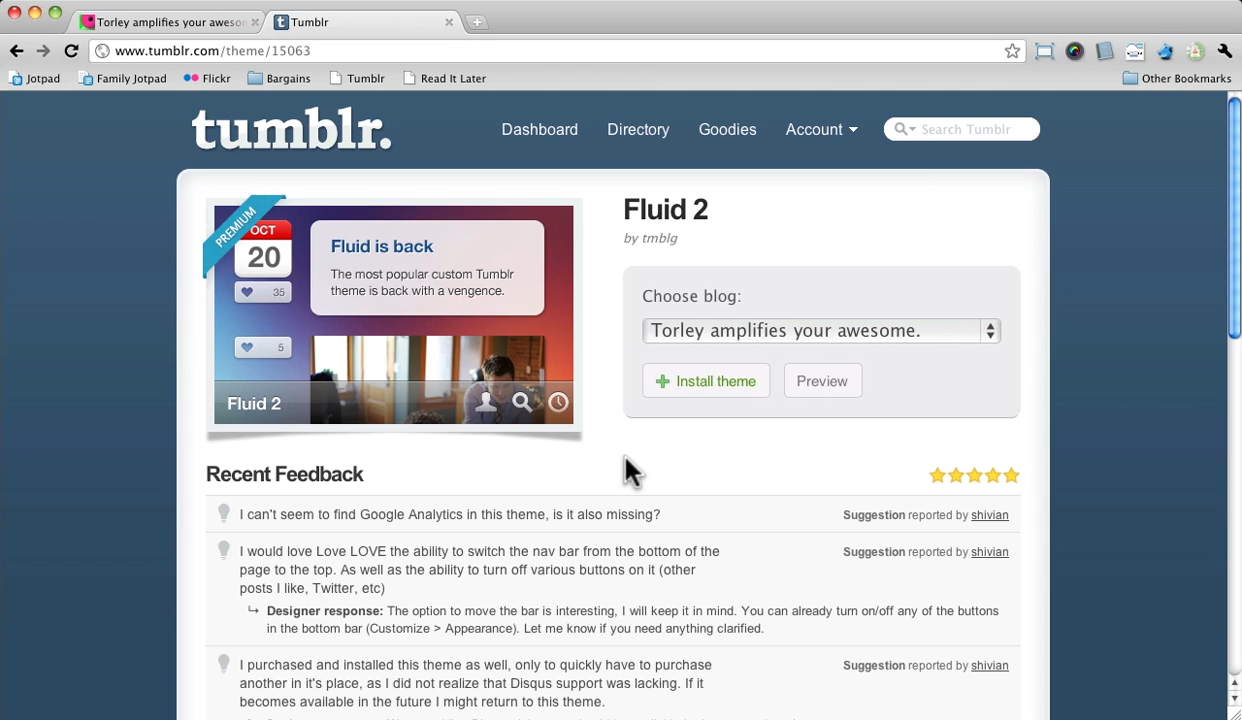 Torley amplifies your aweson
Tumblr
www.tumblr.com/theme/15063
Jotpad
Family Jotpad
Flickr
Bargains
Tumblr
Read It Later
Other Bookmarks
tumblr.
Dashboard
Directory
Goodies
Account
Search Tumblr
PREMIUM
OCT
20
35
Fluid is back
The most popular custom Tumblr
theme is back with a vengence.
5
Fluid 2
Fluid 2
by tmblg
Choose blog:
Torley amplifies your awesome.
Install theme
Preview
Recent Feedback
I can't seem to find Google Analytics in this theme, is it also missing?
Suggestion reported by shivian
I would love Love LOVE the ability to switch the nav bar from the bottom of the
page to the top. As well as the ability to turn off various buttons on it (other
posts I like, Twitter, etc)
Suggestion reported by shivian
Designer response: The option to move the bar is interesting, I will keep it in mind. You can already turn on/off any of the buttons
in the bottom bar (Customize > Appearance). Let me know if you need anything clarified.
I purchased and installed this theme as well, only to quickly have to purchase
another in it's place, as I did not realize that Disqus support was lacking. If it
becomes available in the future I might return to this theme.
Suggestion reported by shivian